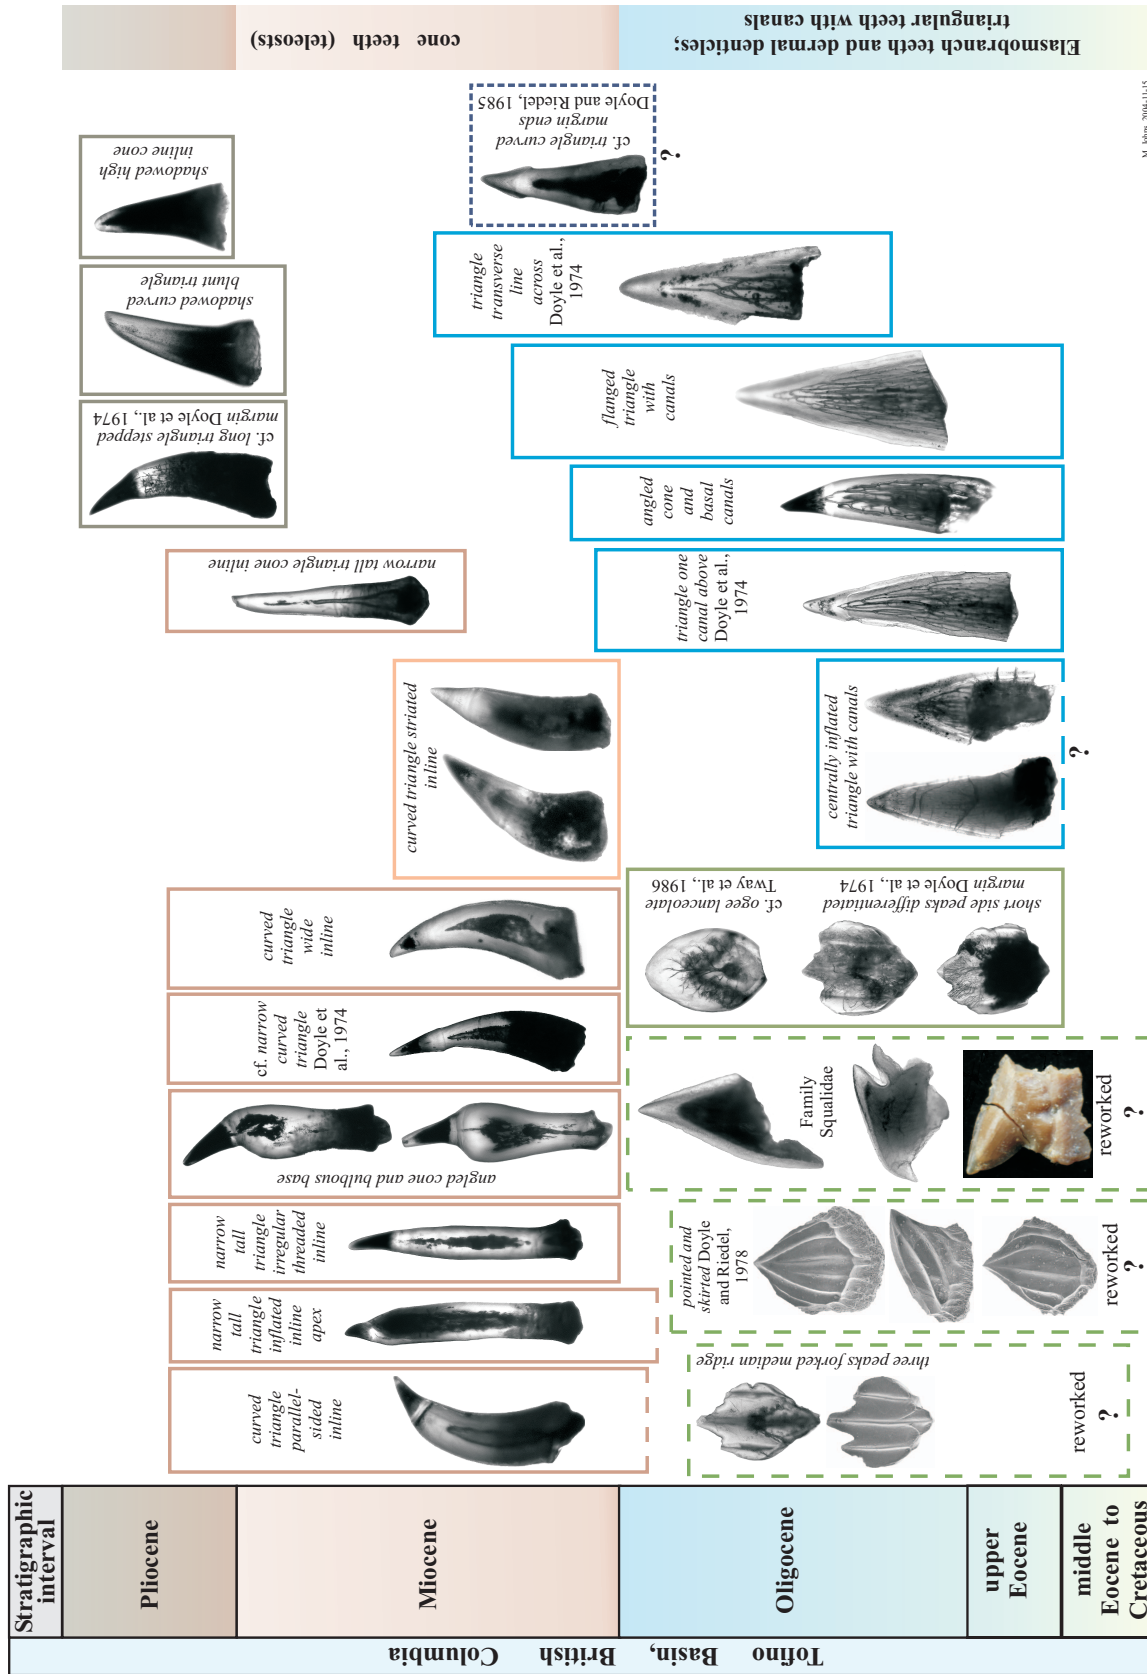 Tofino Basin, British Columbia
Stratigraphic
interval
Pliocene
Miocene
Oligocene
upper
Eocene
middle
Eocene to
Cretaceous
cone teeth (teleosts)
Elasmobranch teeth and dermal denticles;
triangular teeth with canals
curved
triangle
parallel-
sided
inline
narrow
tall
triangle
inflated
inline
apex
narrow
tall
triangle
irregular
threaded
inline
angled cone and bulbous base
cf. narrow
curved
triangle
Doyle et
al., 1974
curved
triangle
wide
inline
curved triangle striated
inline
narrow tall triangle cone inline
cf. long triangle stepped
margin Doyle et al., 1974
shadowed curved
blunt triangle
shadowed high
inline cone
three peaks forked median ridge
reworked
?
pointed and
skirted Doyle
and Riedel,
1978
reworked
?
Family
Squalidae
reworked
?
cf. ogee lanceolate
Tway et al., 1986
short side peaks differentiated
margin Doyle et al., 1974
centrally inflated
triangle with canals
?
triangle one
canal above
Doyle et al.,
1974
angled
cone
and
basal
canals
flanged
triangle
with
canals
triangle
transverse
line
across
Doyle et al.,
1974
cf. triangle curved
margin ends
Doyle and Riedel, 1985
?
M. Johns 2004-11-15